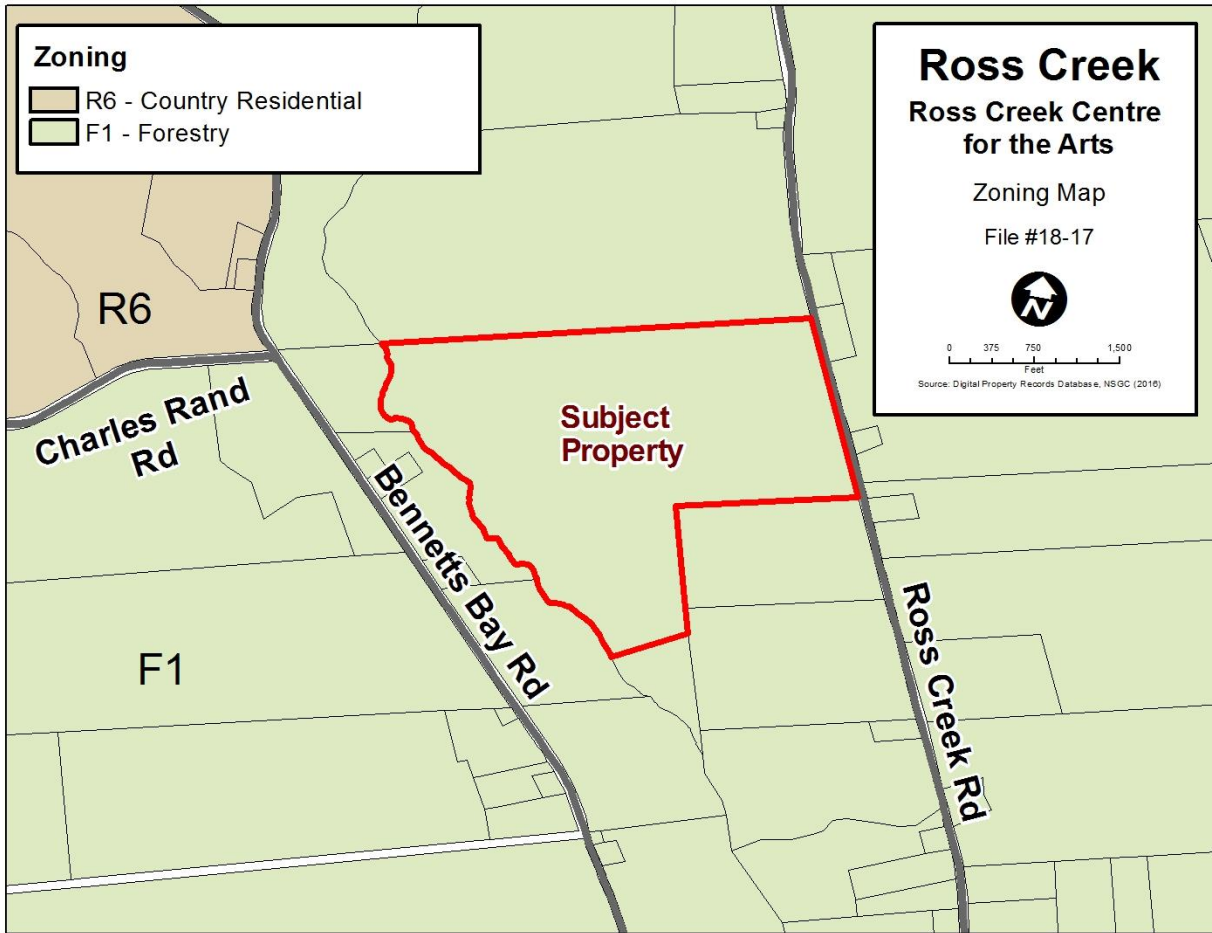 Zoning
R6 - Country Residential
F1 - Forestry
Ross Creek
Ross Creek Centre
for the Arts
Zoning Map
File #18-17
N
0 375 750 1,500
Feet
Source: Digital Property Records Database, NSGC (2016)
R6
Charles Rand
Rd
Subject
Property
Bennetts Bay Rd
F1
Ross Creek Rd